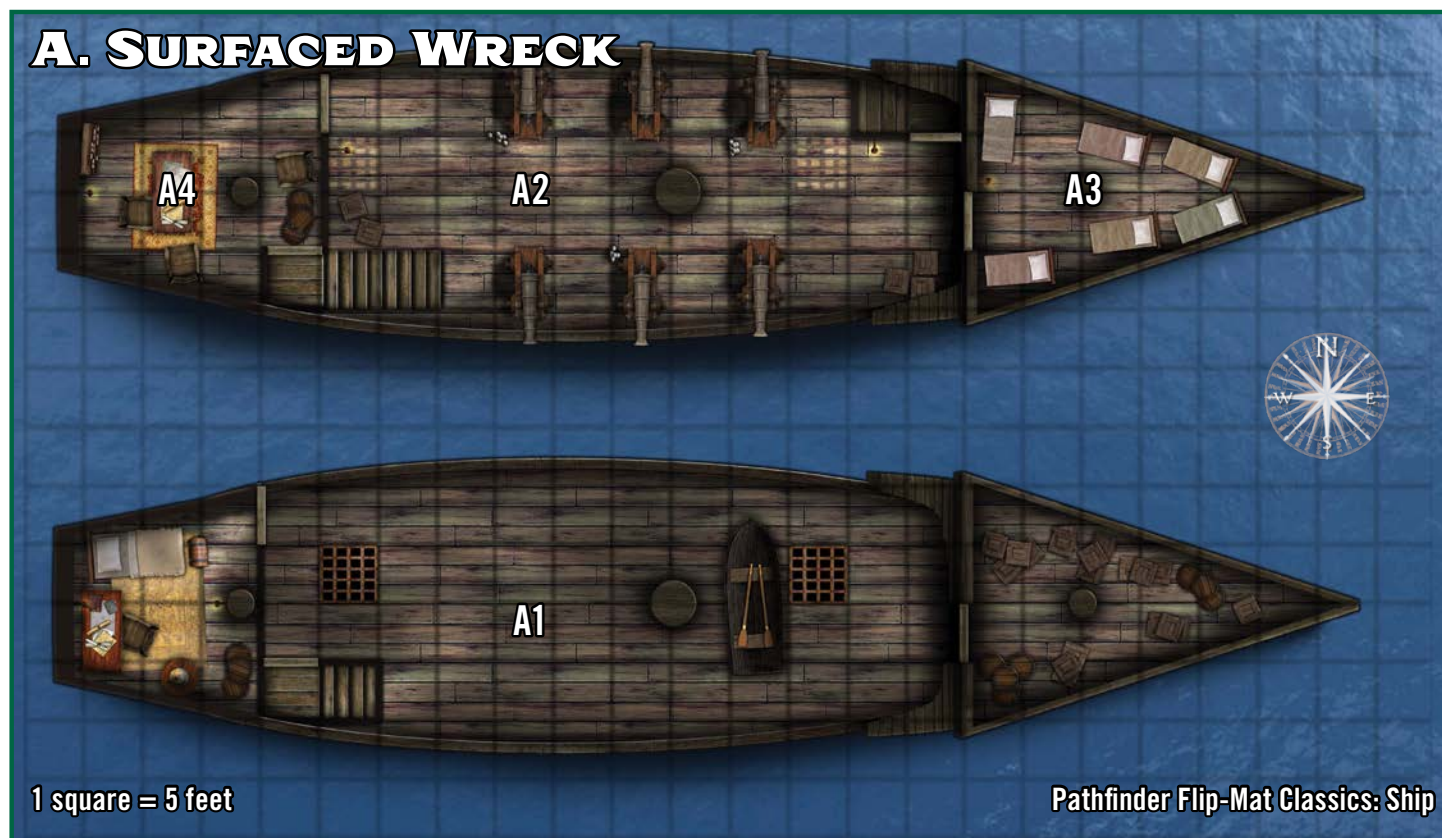 A. SURFACED WRECK
A4
A2
A3
N
W E
S
A1
1 square = 5 feet
Pathfinder Flip-Mat Classics: Ship